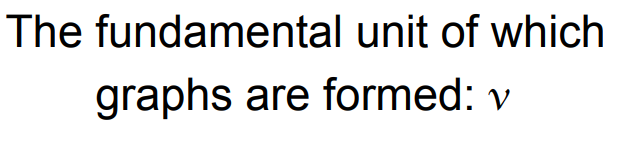 The fundamental unit of which
graphs are formed: ν